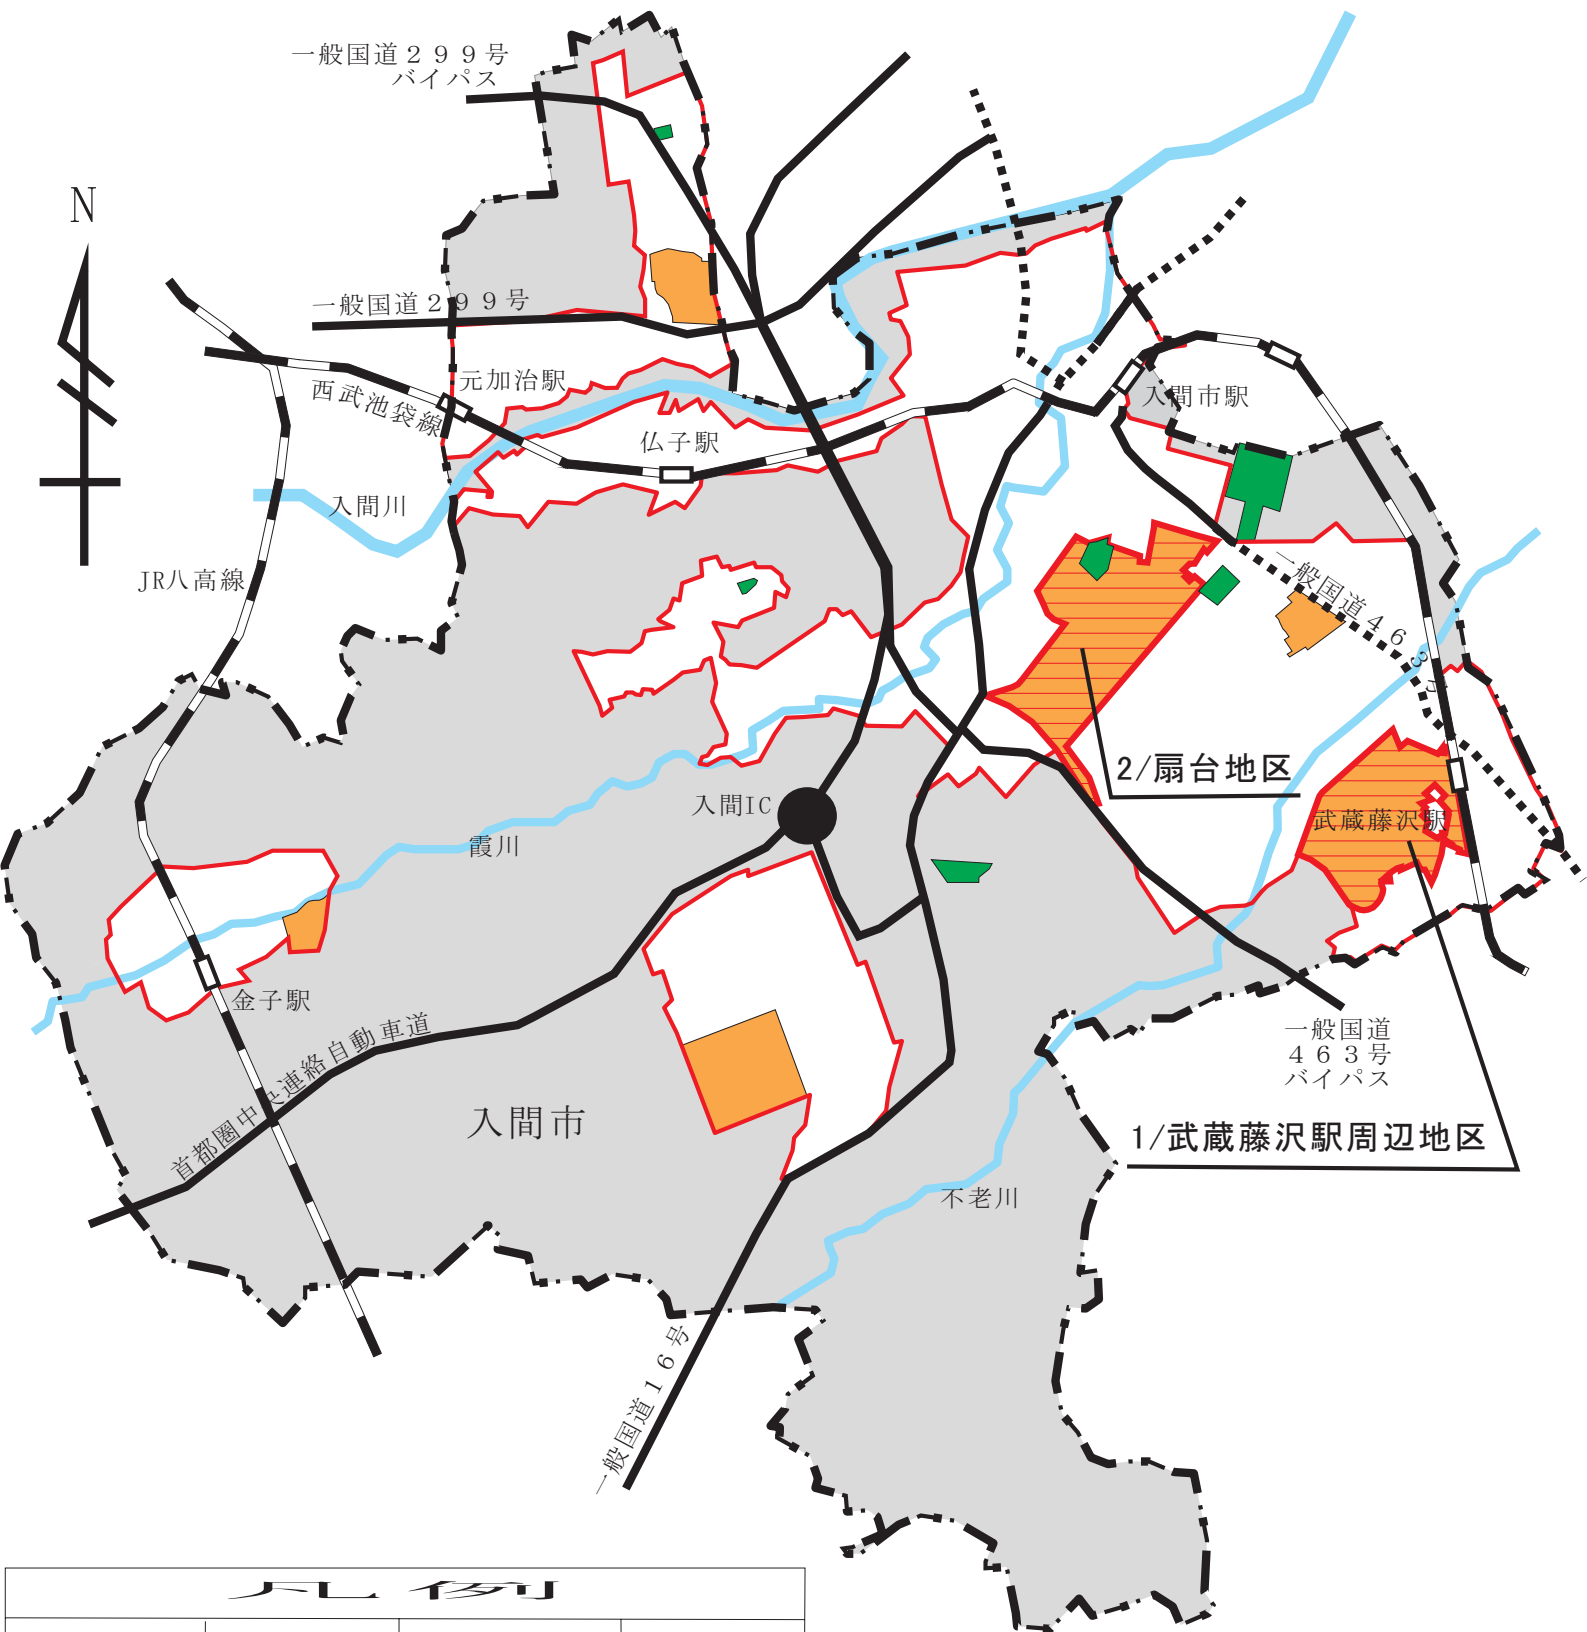 一般国道２９９号
バイパス
N
一般国道２９９号
元加治駅
西武池袋線
入間市駅
仏子駅
入間川
JR八高線
一般国道４６３号
2/扇台地区
入間IC
武蔵藤沢駅
霞川
金子駅
首都圏中央連絡自動車道
一般国道
４６３号
バイパス
入間市
1/武蔵藤沢駅周辺地区
不老川
一般国道１６号
凡例